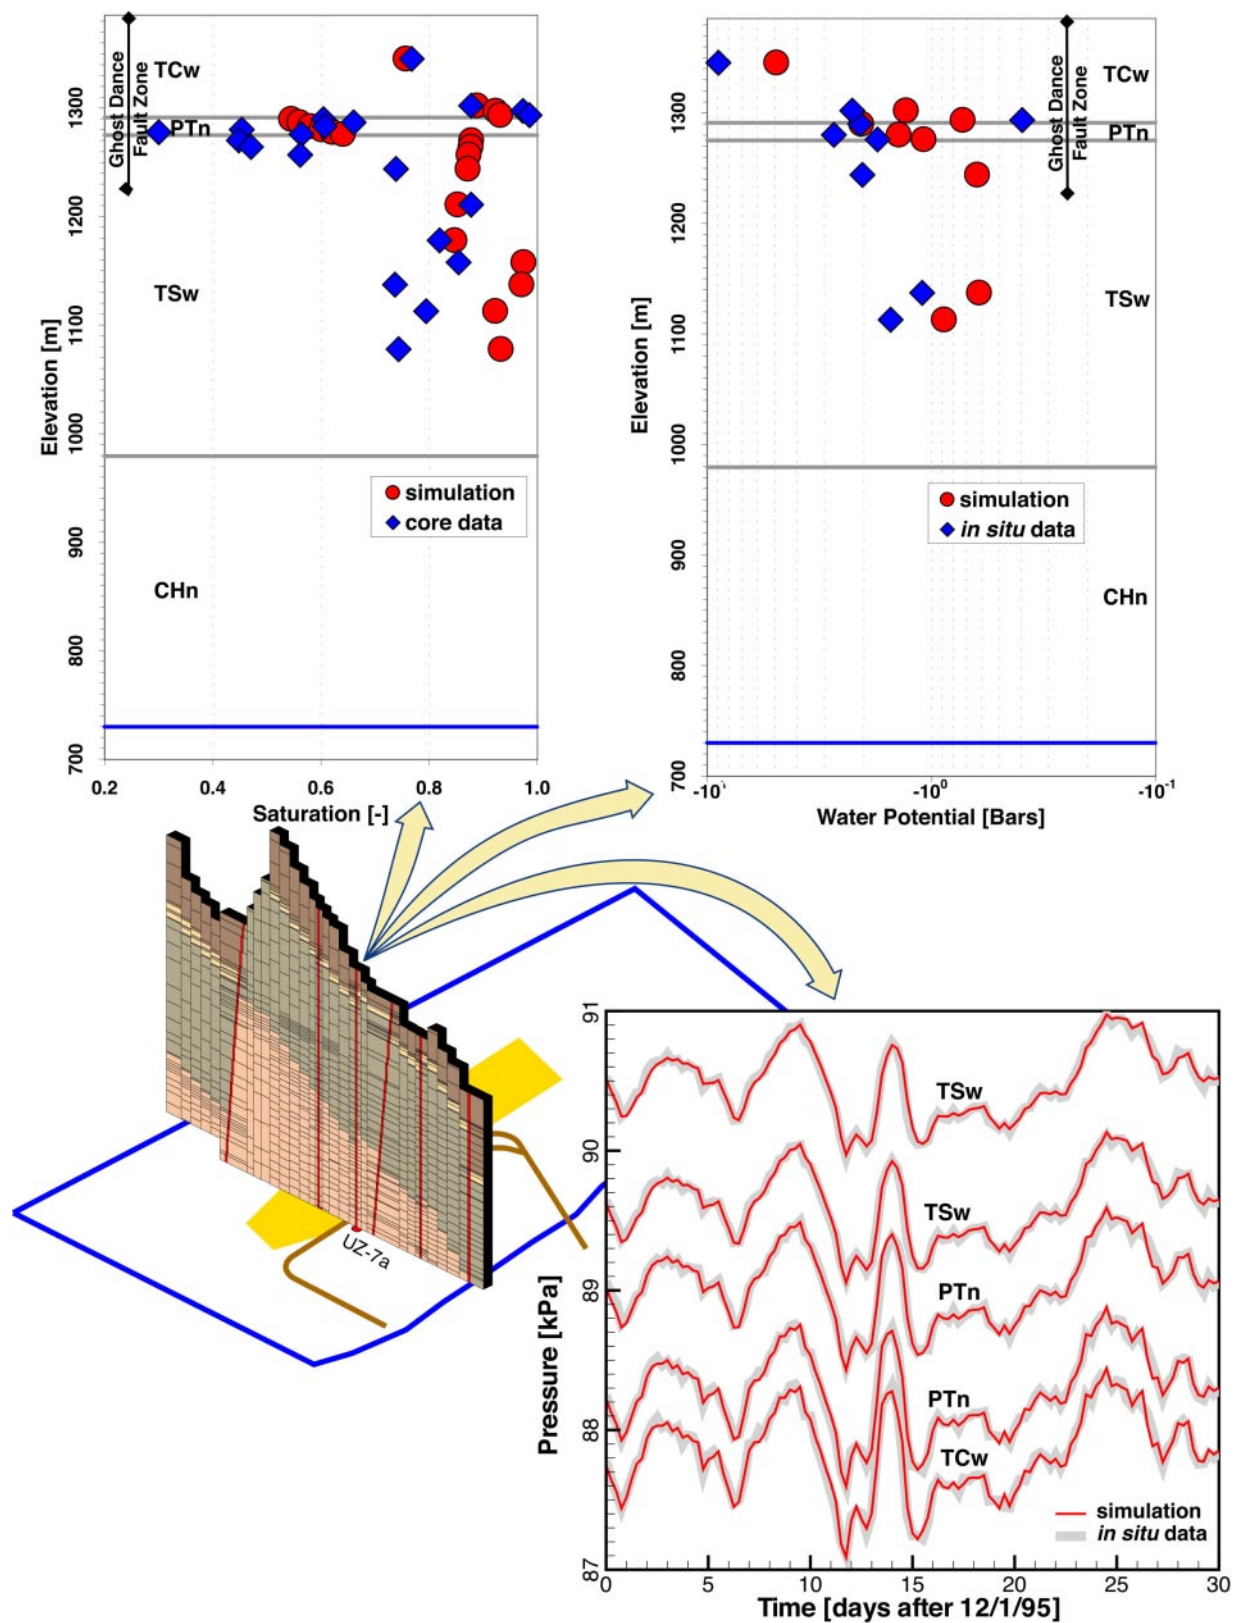 Ghost Dance
Fault Zone
TCw
PTn
TSw
CHn
Elevation [m]
1300
1200
1100
1000
900
800
700
simulation
core data
0.2 0.4 0.6 0.8 1.0
Saturation [-]
Ghost Dance
Fault Zone
TCw
PTn
TSw
CHn
Elevation [m]
1300
1200
1100
1000
900
800
700
simulation
in situ data
-10¹ -10⁰ -10⁻¹
Water Potential [Bars]
UZ-7a
Pressure [kPa]
91
90
89
88
87
TSw
TSw
PTn
PTn
TCw
simulation
in situ data
0 5 10 15 20 25 30
Time [days after 12/1/95]